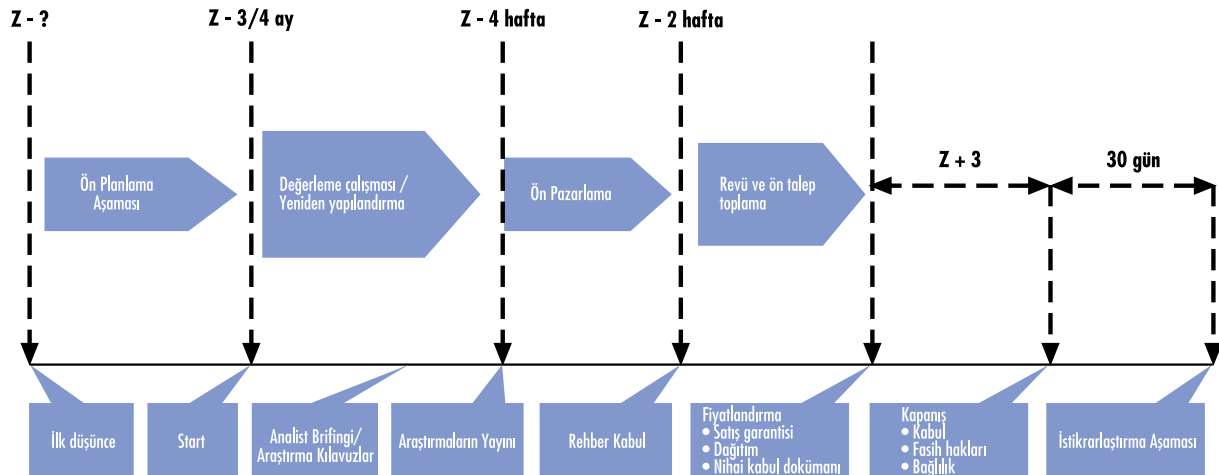 Z - ?
Z - 3/4 ay
Z - 4 hafta
Z - 2 hafta
Ön Planlama
Aşaması
Değerleme çalışması /
Yeniden yapılandırma
Ön Pazarlama
Revü ve ön talep
toplama
Z + 3
30 gün
İlk düşünce
Start
Analist Brifingi/
Araştırma Kılavuzlar
Araştırmaların Yayını
Rehber Kabul
Fiyatlandırma
• Satış garantisi
• Dağıtım
• Nihai kabul dokümanı
Kapanış
• Kabul
• Fasih hakları
• Bağlılık
İstikrarlaştırma Aşaması